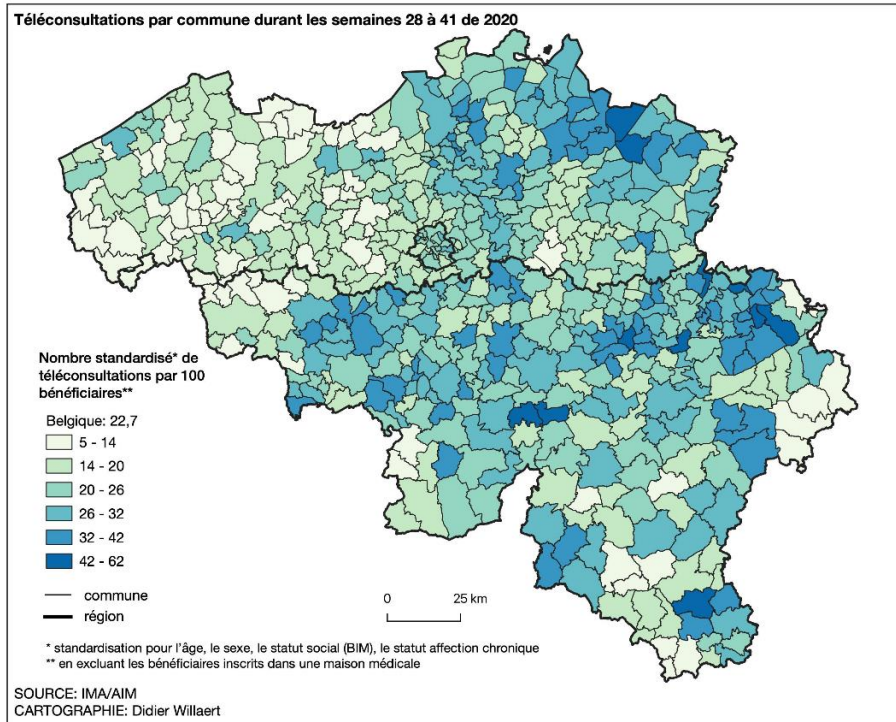 Téléconsultations par commune durant les semaines 28 à 41 de 2020
Nombre standardisé* de
téléconsultations par 100
bénéficiaires**
Belgique: 22,7
5 - 14
14 - 20
20 - 26
26 - 32
32 - 42
42 - 62
commune
région
0 25 km
* standardisation pour l'âge, le sexe, le statut social (BIM), le statut affection chronique
** en excluant les bénéficiaires inscrits dans une maison médicale
SOURCE: IMA/AIM
CARTOGRAPHIE: Didier Willaert